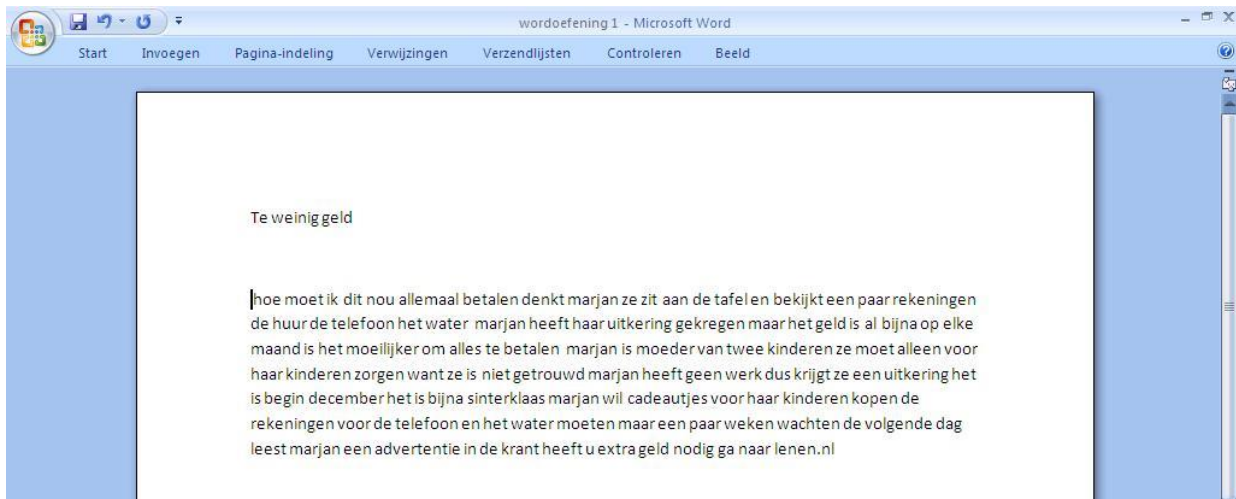 wordoefening 1 - Microsoft Word
Start Invoegen Pagina-indeling Verwijzingen Verzendlijsten Controleren Beeld
Te weinig geld
hoe moet ik dit nou allemaal betalen denkt marjan ze zit aan de tafel en bekijkt een paar rekeningen
de huur de telefoon het water marjan heeft haar uitkering gekregen maar het geld is al bijna op elke
maand is het moeilijker om alles te betalen marjan is moeder van twee kinderen ze moet alleen voor
haar kinderen zorgen want ze is niet getrouwd marjan heeft geen werk dus krijgt ze een uitkering het
is begin december het is bijna sinterklaas marjan wil cadeautjes voor haar kinderen kopen de
rekeningen voor de telefoon en het water moeten maar een paar weken wachten de volgende dag
leest marjan een advertentie in de krant heeft u extra geld nodig ga naar lenen.nl